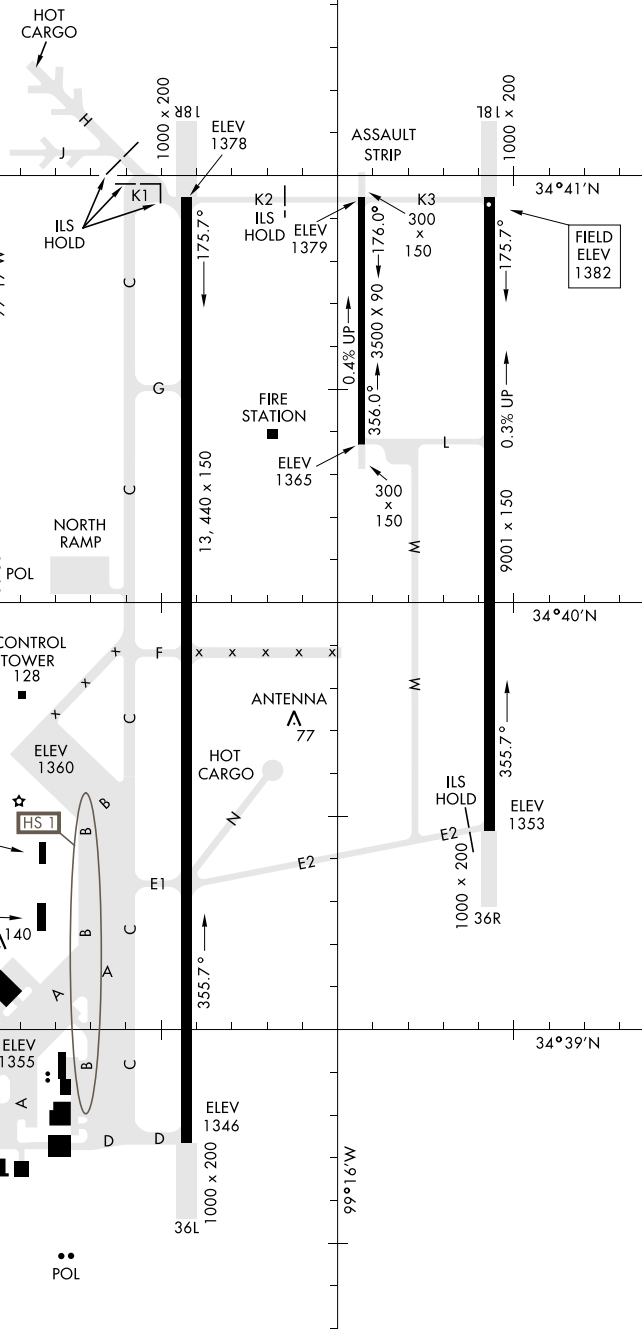 HOT
CARGO
H
J
1000 x 200
18R
ELEV
1378
ASSAULT
STRIP
18L
1000 x 200
34°41'N
K1
K2
K3
ILS
HOLD
ILS
HOLD
ELEV
1379
300
x
150
FIELD
ELEV
1382
175.7°
176.0°
175.7°
C
0.4% UP
3500 X 90
356.0°
0.3% UP
G
FIRE
STATION
L
ELEV
1365
300
x
150
C
13, 440 x 150
9001 x 150
NORTH
RAMP
POL
W
34°40'N
CONTROL
TOWER
128
x
x
x
F
x
x
x
x
x
W
C
ANTENNA
77
355.7°
ELEV
1360
HOT
CARGO
HS 1
B
B
N
ILS
HOLD
ELEV
1353
E2
E2
E1
1000 x 200
36R
140
B
C
A
A
355.7°
34°39'N
ELEV
1355
B
C
A
ELEV
1346
D
D
1000 x 200
36L
99°16'W
POL